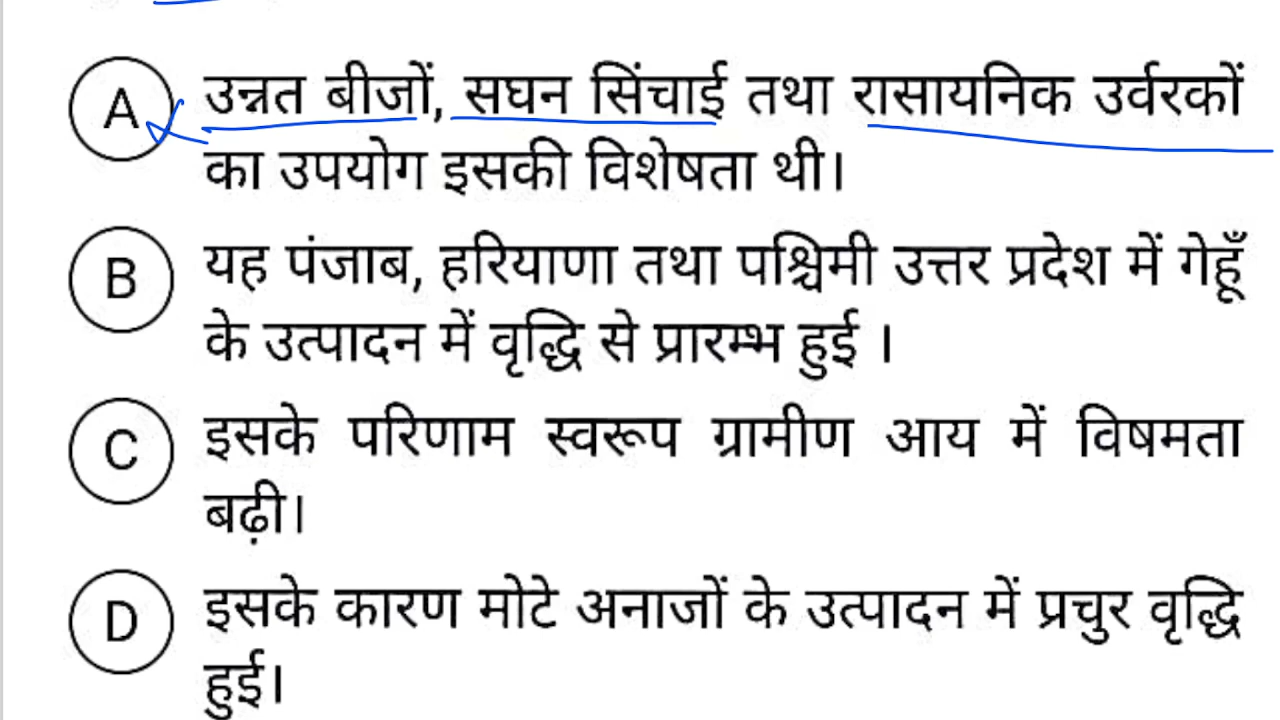 A उन्नत बीजों, सघन सिंचाई तथा रासायनिक उर्वरकों
का उपयोग इसकी विशेषता थी।
B यह पंजाब, हरियाणा तथा पश्चिमी उत्तर प्रदेश में गेहूँ
के उत्पादन में वृद्धि से प्रारम्भ हुई ।
C इसके परिणाम स्वरूप ग्रामीण आय में विषमता
बढ़ी।
D इसके कारण मोटे अनाजों के उत्पादन में प्रचुर वृद्धि
हुई।